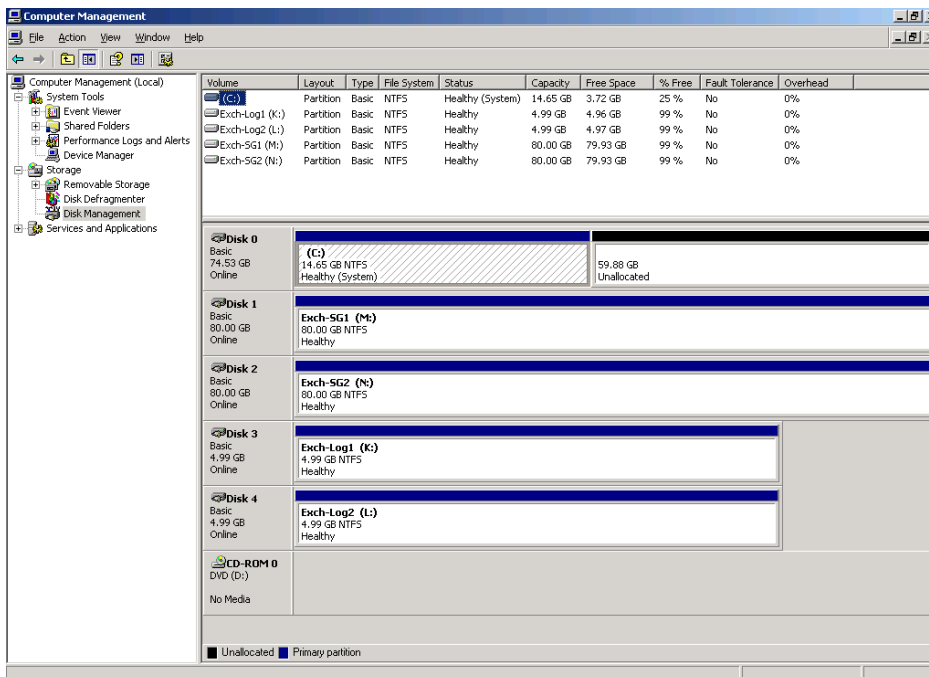 Computer Management
File Action View Window Help
Computer Management (Local)
System Tools
Event Viewer
Shared Folders
Performance Logs and Alerts
Device Manager
Storage
Removable Storage
Disk Defragmenter
Disk Management
Services and Applications
Volume Layout Type File System Status Capacity Free Space % Free Fault Tolerance Overhead
(C:) Partition Basic NTFS Healthy (System) 14.65 GB 3.72 GB 25 % No 0%
Exch-Log1 (K:) Partition Basic NTFS Healthy 4.99 GB 4.96 GB 99 % No 0%
Exch-Log2 (L:) Partition Basic NTFS Healthy 4.99 GB 4.97 GB 99 % No 0%
Exch-SG1 (M:) Partition Basic NTFS Healthy 80.00 GB 79.93 GB 99 % No 0%
Exch-SG2 (N:) Partition Basic NTFS Healthy 80.00 GB 79.93 GB 99 % No 0%
Disk 0
Basic
74.53 GB
Online
(C:)
14.65 GB NTFS
Healthy (System)
59.88 GB
Unallocated
Disk 1
Basic
80.00 GB
Online
Exch-SG1 (M:)
80.00 GB NTFS
Healthy
Disk 2
Basic
80.00 GB
Online
Exch-SG2 (N:)
80.00 GB NTFS
Healthy
Disk 3
Basic
4.99 GB
Online
Exch-Log1 (K:)
4.99 GB NTFS
Healthy
Disk 4
Basic
4.99 GB
Online
Exch-Log2 (L:)
4.99 GB NTFS
Healthy
CD-ROM 0
DVD (D:)
No Media
Unallocated Primary partition